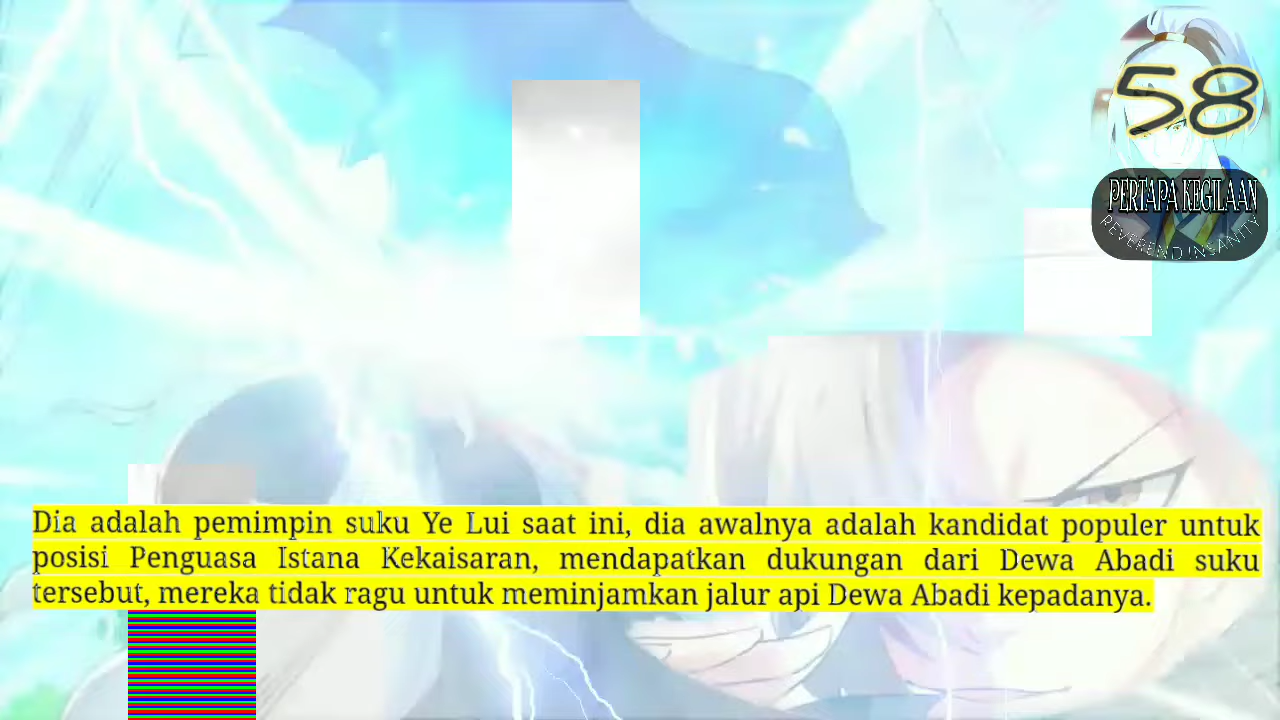 58
PERTAPA KEGILAAN
REVEREND INSANITY
Dia adalah pemimpin suku Ye Lui saat ini, dia awalnya adalah kandidat populer untuk
posisi Penguasa Istana Kekaisaran, mendapatkan dukungan dari Dewa Abadi suku
tersebut, mereka tidak ragu untuk meminjamkan jalur api Dewa Abadi kepadanya.